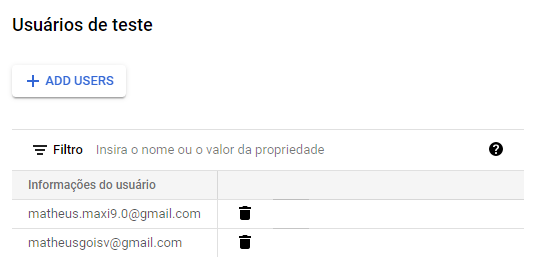 Usuários de teste
ADD USERS
Filtro Insira o nome ou o valor da propriedade
Informações do usuário
matheus.maxi9.0@gmail.com
matheusgoisv@gmail.com